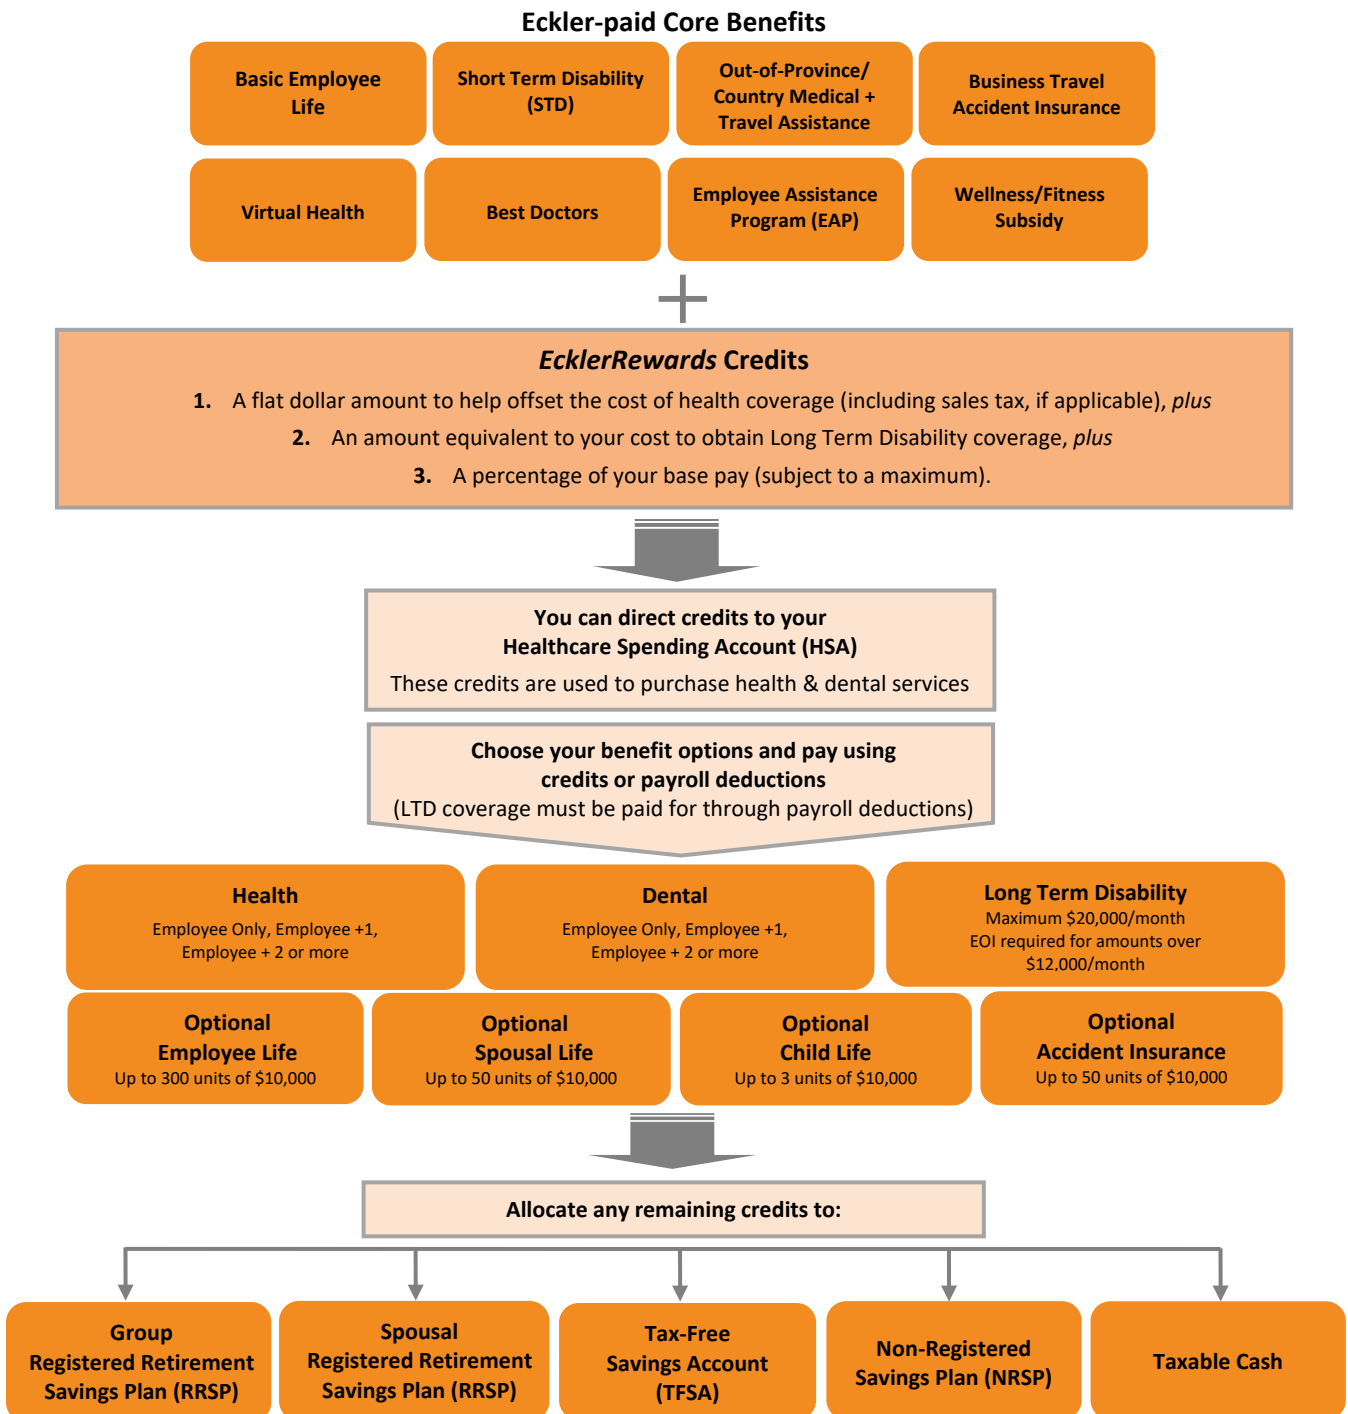 Eckler-paid Core Benefits
Basic Employee
Life
Short Term Disability
(STD)
Out-of-Province/
Country Medical +
Travel Assistance
Business Travel
Accident Insurance
Virtual Health
Best Doctors
Employee Assistance
Program (EAP)
Wellness/Fitness
Subsidy
EcklerRewards Credits
1. A flat dollar amount to help offset the cost of health coverage (including sales tax, if applicable), plus
2. An amount equivalent to your cost to obtain Long Term Disability coverage, plus
3. A percentage of your base pay (subject to a maximum).
You can direct credits to your
Healthcare Spending Account (HSA)
These credits are used to purchase health & dental services
Choose your benefit options and pay using
credits or payroll deductions
(LTD coverage must be paid for through payroll deductions)
Health
Employee Only, Employee +1,
Employee + 2 or more
Dental
Employee Only, Employee +1,
Employee + 2 or more
Long Term Disability
Maximum $20,000/month
EOI required for amounts over
$12,000/month
Optional
Employee Life
Up to 300 units of $10,000
Optional
Spousal Life
Up to 50 units of $10,000
Optional
Child Life
Up to 3 units of $10,000
Optional
Accident Insurance
Up to 50 units of $10,000
Allocate any remaining credits to:
Group
Registered Retirement
Savings Plan (RRSP)
Spousal
Registered Retirement
Savings Plan (RRSP)
Tax-Free
Savings Account
(TFSA)
Non-Registered
Savings Plan (NRSP)
Taxable Cash